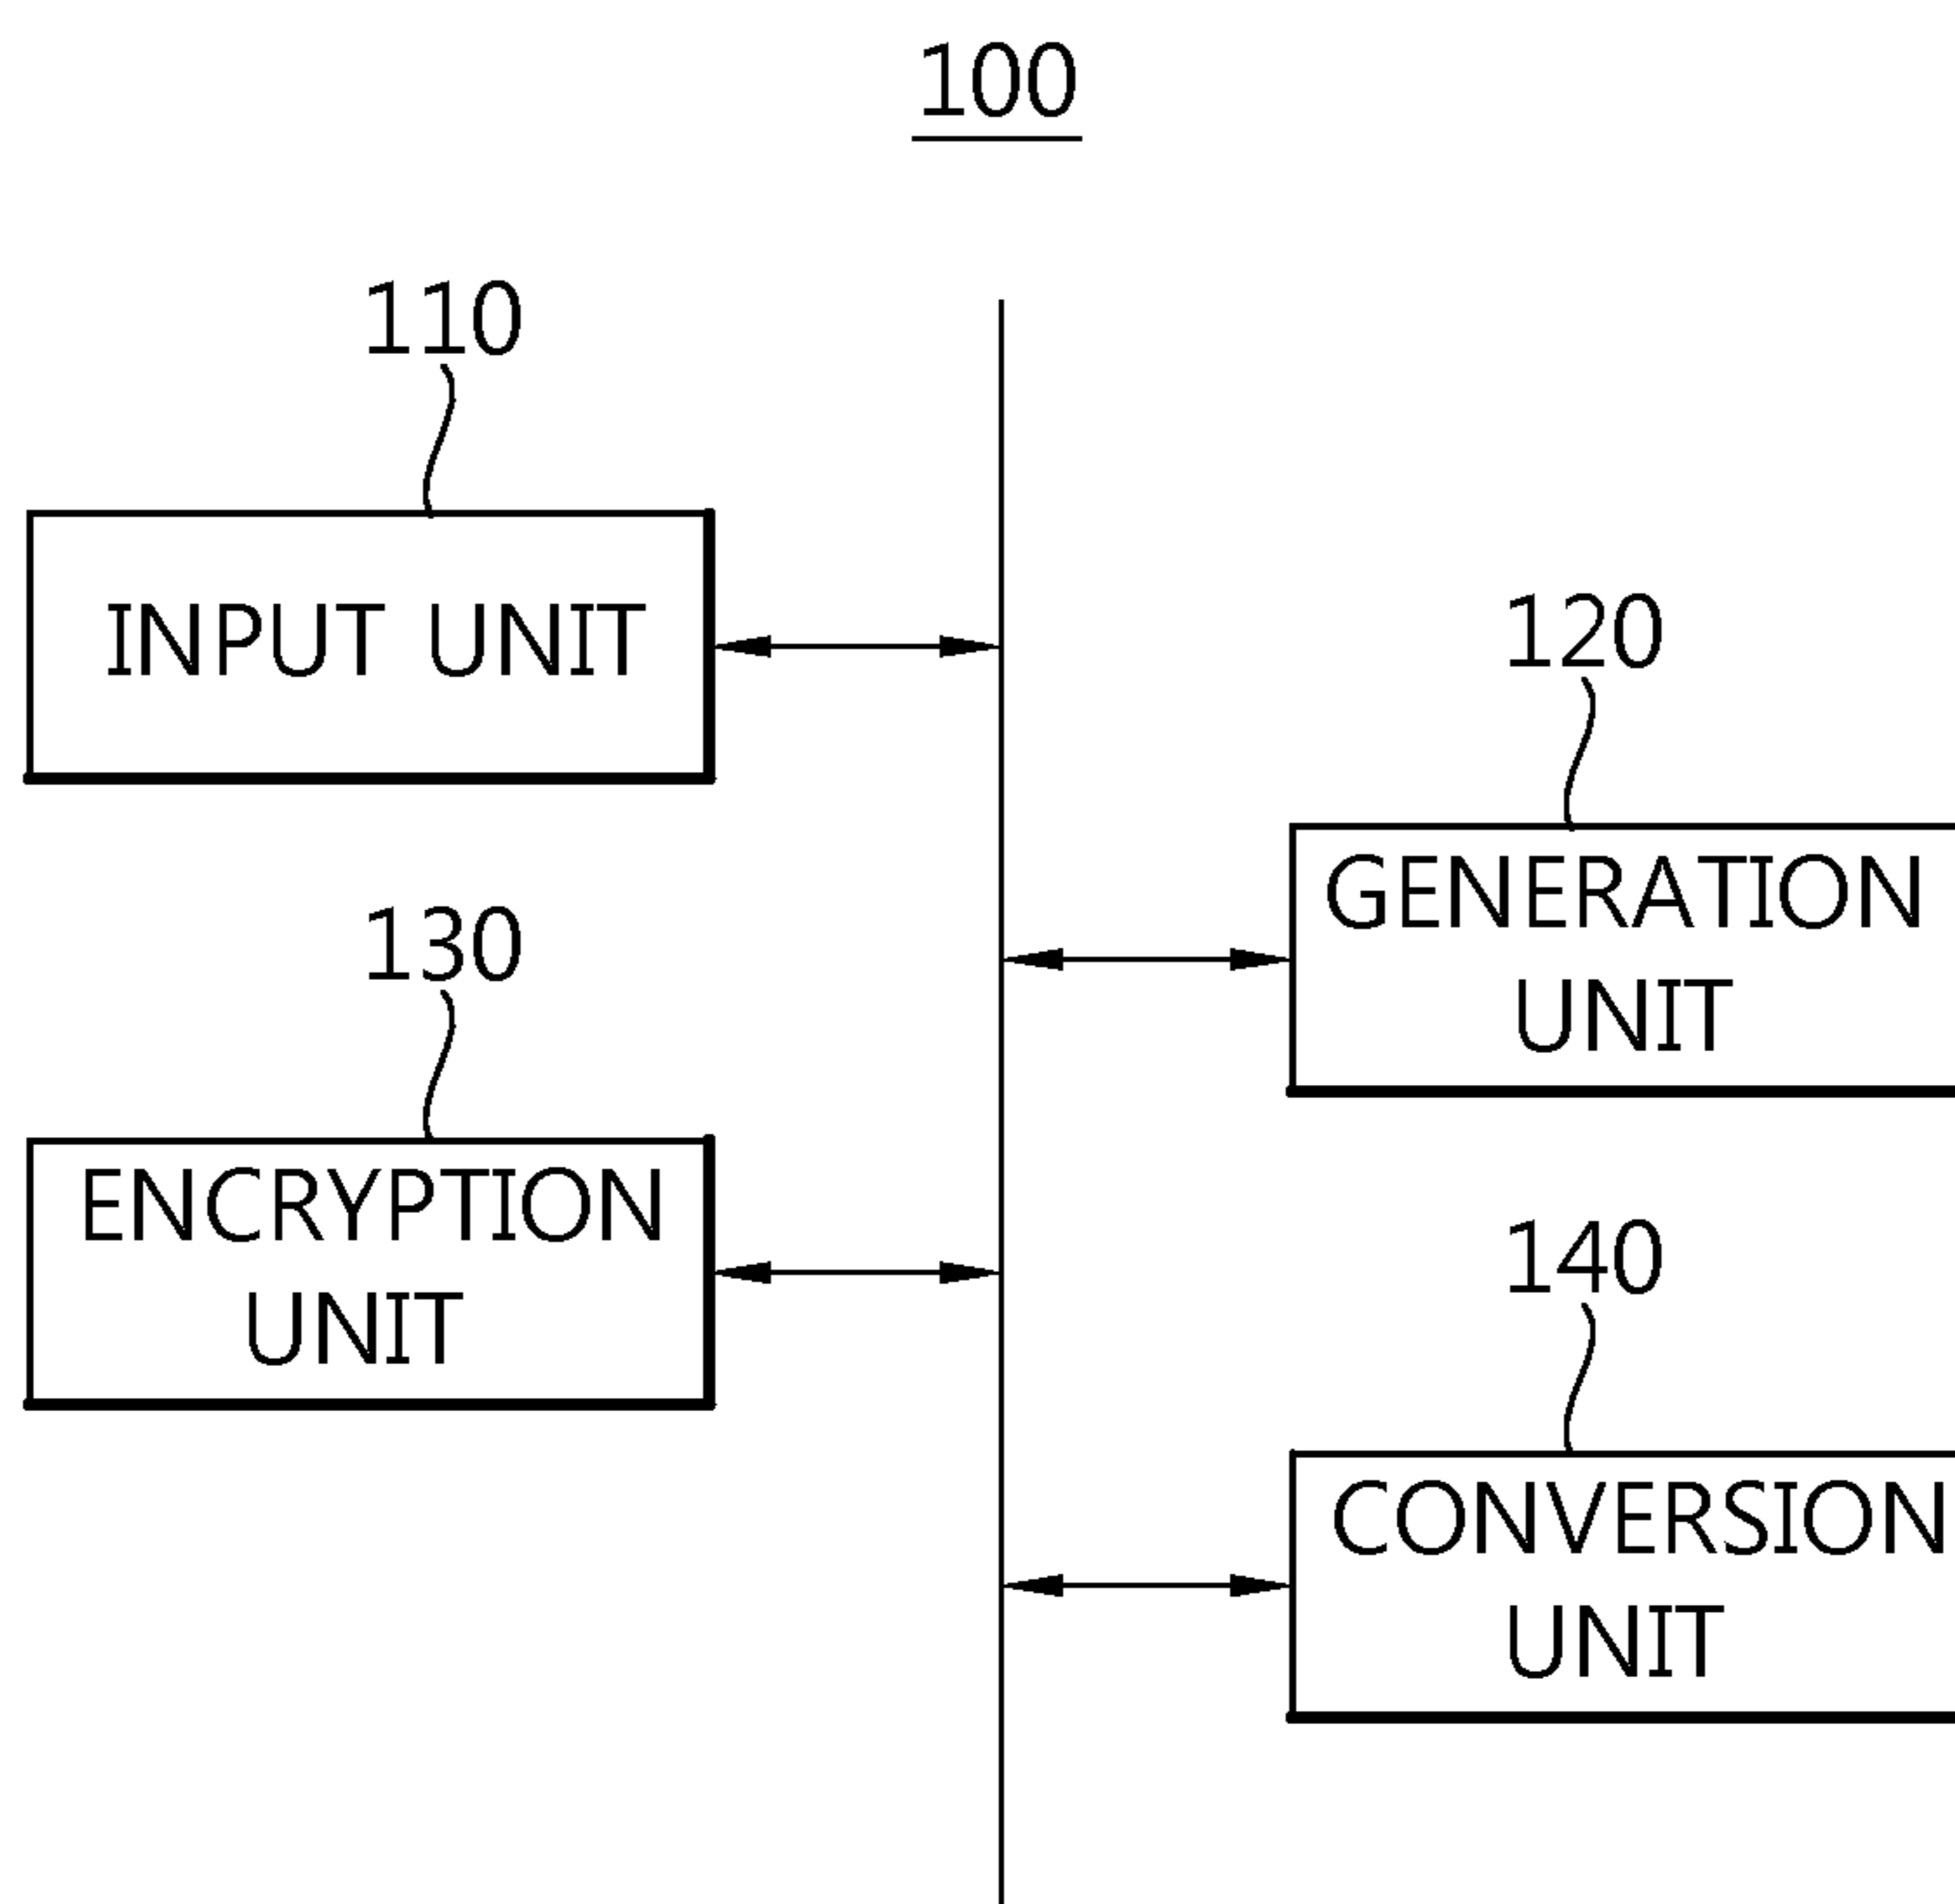 100
110
INPUT UNIT
120
GENERATION
UNIT
130
ENCRYPTION
UNIT
140
CONVERSION
UNIT